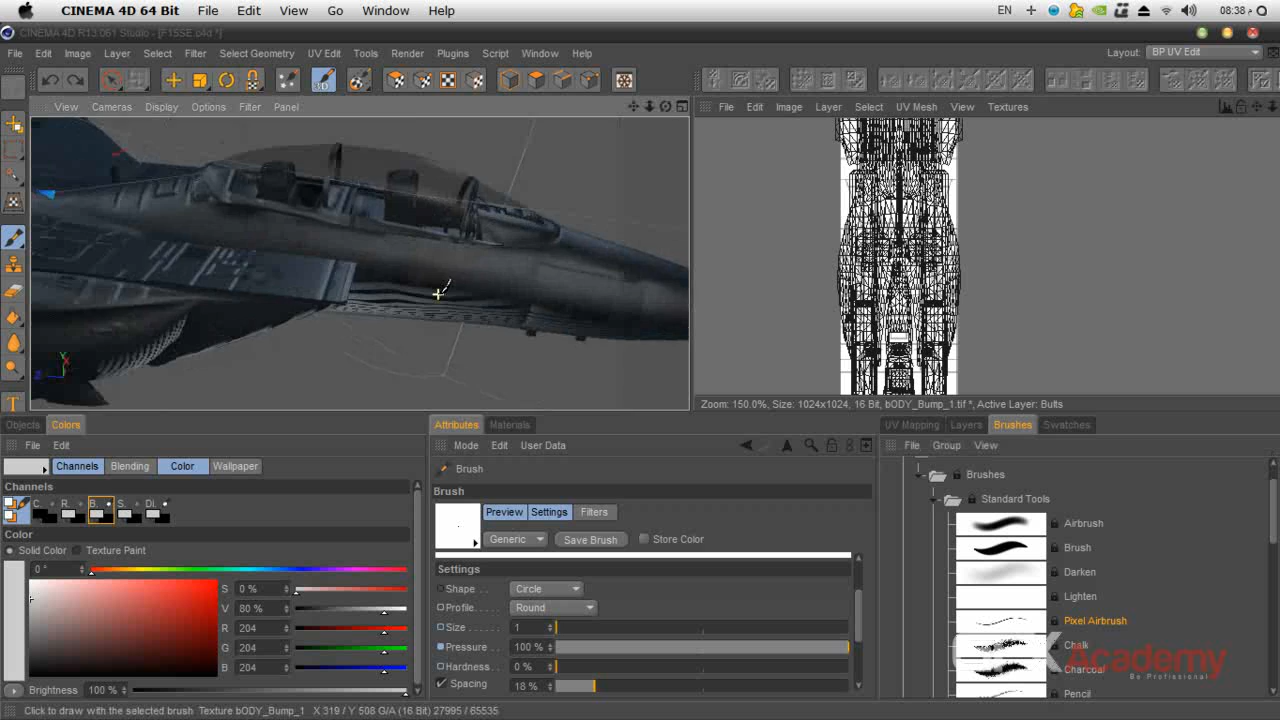 CINEMA 4D 64 Bit File Edit View Go Window Help EN 08:38 م
CINEMA 4D R13.061 Studio - [F15SE.c4d *]
File Edit Image Layer Select Filter Select Geometry UV Edit Tools Render Plugins Script Window Help Layout: BP UV Edit
3D
View Cameras Display Options Filter Panel File Edit Image Layer Select UV Mesh View Textures
Y
X
Z
T
Zoom: 150.0%, Size: 1024x1024, 16 Bit, bODY_Bump_1.tif *, Active Layer: Bults
Objects Colors Attributes Materials UV Mapping Layers Brushes Swatches
File Edit Mode Edit User Data File Group View
Channels Blending Color Wallpaper Brush Brushes
Channels Brush Standard Tools
C. R. B. S. Di. Preview Settings Filters Airbrush
Color Generic Save Brush Store Color Brush
Solid Color Texture Paint Settings Darken
0 ° Shape Circle Lighten
S 0 % Profile Round Pixel Airbrush
V 80 % Size 1 Chalk
R 204 Pressure 100 % Charcoal
G 204 Hardness 0 % Pencil
B 204 Spacing 18 %
Brightness 100 %
Academy
Be Professional
Click to draw with the selected brush Texture bODY_Bump_1 X 319 / Y 508 G/A (16 Bit) 27995 / 65535